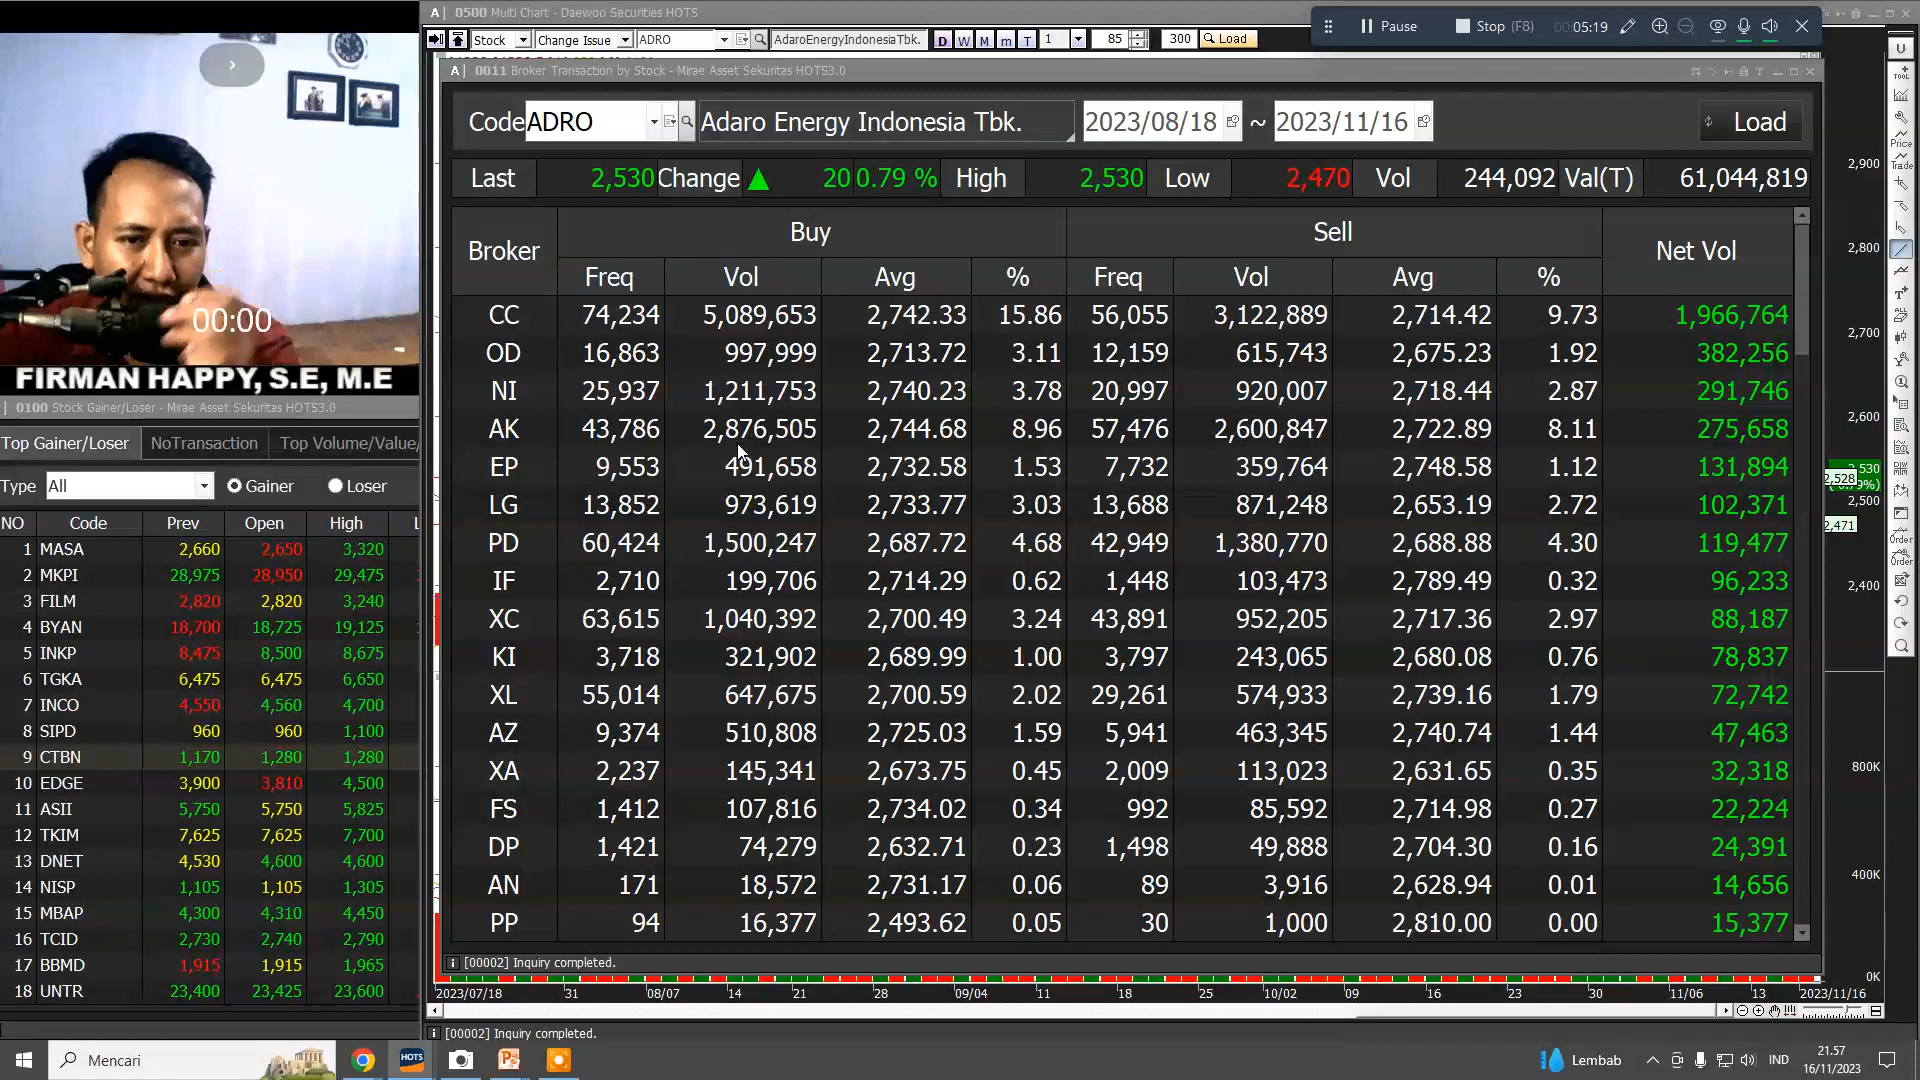 0500 Multi Chart - Daewoo Securities HOTS
Stock Change Issue ADRO AdaroEnergyIndonesiaTbk. D W M m T 1 85 300 Load
Pause Stop (F8) 00:05:19
0011 Broker Transaction by Stock - Mirae Asset Sekuritas HOTS3.0
Code ADRO Adaro Energy Indonesia Tbk. 2023/08/18 ~ 2023/11/16 Load
Last 2,530 Change ▲ 20 0.79 % High 2,530 Low 2,470 Vol 244,092 Val(T) 61,044,819
Broker Buy Sell Net Vol
Freq Vol Avg % Freq Vol Avg %
CC 74,234 5,089,653 2,742.33 15.86 56,055 3,122,889 2,714.42 9.73 1,966,764
OD 16,863 997,999 2,713.72 3.11 12,159 615,743 2,675.23 1.92 382,256
NI 25,937 1,211,753 2,740.23 3.78 20,997 920,007 2,718.44 2.87 291,746
AK 43,786 2,876,505 2,744.68 8.96 57,476 2,600,847 2,722.89 8.11 275,658
EP 9,553 491,658 2,732.58 1.53 7,732 359,764 2,748.58 1.12 131,894
LG 13,852 973,619 2,733.77 3.03 13,688 871,248 2,653.19 2.72 102,371
PD 60,424 1,500,247 2,687.72 4.68 42,949 1,380,770 2,688.88 4.30 119,477
IF 2,710 199,706 2,714.29 0.62 1,448 103,473 2,789.49 0.32 96,233
XC 63,615 1,040,392 2,700.49 3.24 43,891 952,205 2,717.36 2.97 88,187
KI 3,718 321,902 2,689.99 1.00 3,797 243,065 2,680.08 0.76 78,837
XL 55,014 647,675 2,700.59 2.02 29,261 574,933 2,739.16 1.79 72,742
AZ 9,374 510,808 2,725.03 1.59 5,941 463,345 2,740.74 1.44 47,463
XA 2,237 145,341 2,673.75 0.45 2,009 113,023 2,631.65 0.35 32,318
FS 1,412 107,816 2,734.02 0.34 992 85,592 2,714.98 0.27 22,224
DP 1,421 74,279 2,632.71 0.23 1,498 49,888 2,704.30 0.16 24,391
AN 171 18,572 2,731.17 0.06 89 3,916 2,628.94 0.01 14,656
PP 94 16,377 2,493.62 0.05 30 1,000 2,810.00 0.00 15,377
[00002] Inquiry completed.
2023/07/18 31 08/07 14 21 28 09/04 11 18 25 10/02 09 16 23 30 11/06 13 2023/11/16
[00002] Inquiry completed.
2,900
2,800
2,700
2,600
2,530
2,528
2,500
2,471
2,400
800K
400K
0K
U
TOOL
Price
Trade
Order
Order
00:00
FIRMAN HAPPY, S.E, M.E
0100 Stock Gainer/Loser - Mirae Asset Sekuritas HOTS3.0
Top Gainer/Loser NoTransaction Top Volume/Value/
Type All Gainer Loser
NO Code Prev Open High
1 MASA 2,660 2,650 3,320
2 MKPI 28,975 28,950 29,475
3 FILM 2,820 2,820 3,240
4 BYAN 18,700 18,725 19,125
5 INKP 8,475 8,500 8,675
6 TGKA 6,475 6,475 6,650
7 INCO 4,550 4,560 4,700
8 SIPD 960 960 1,100
9 CTBN 1,170 1,280 1,280
10 EDGE 3,900 3,810 4,500
11 ASII 5,750 5,750 5,825
12 TKIM 7,625 7,625 7,700
13 DNET 4,530 4,600 4,600
14 NISP 1,105 1,105 1,305
15 MBAP 4,300 4,310 4,450
16 TCID 2,730 2,740 2,790
17 BBMD 1,915 1,915 1,965
18 UNTR 23,400 23,425 23,600
Mencari
HOTS
Lembab
IND
21.57
16/11/2023